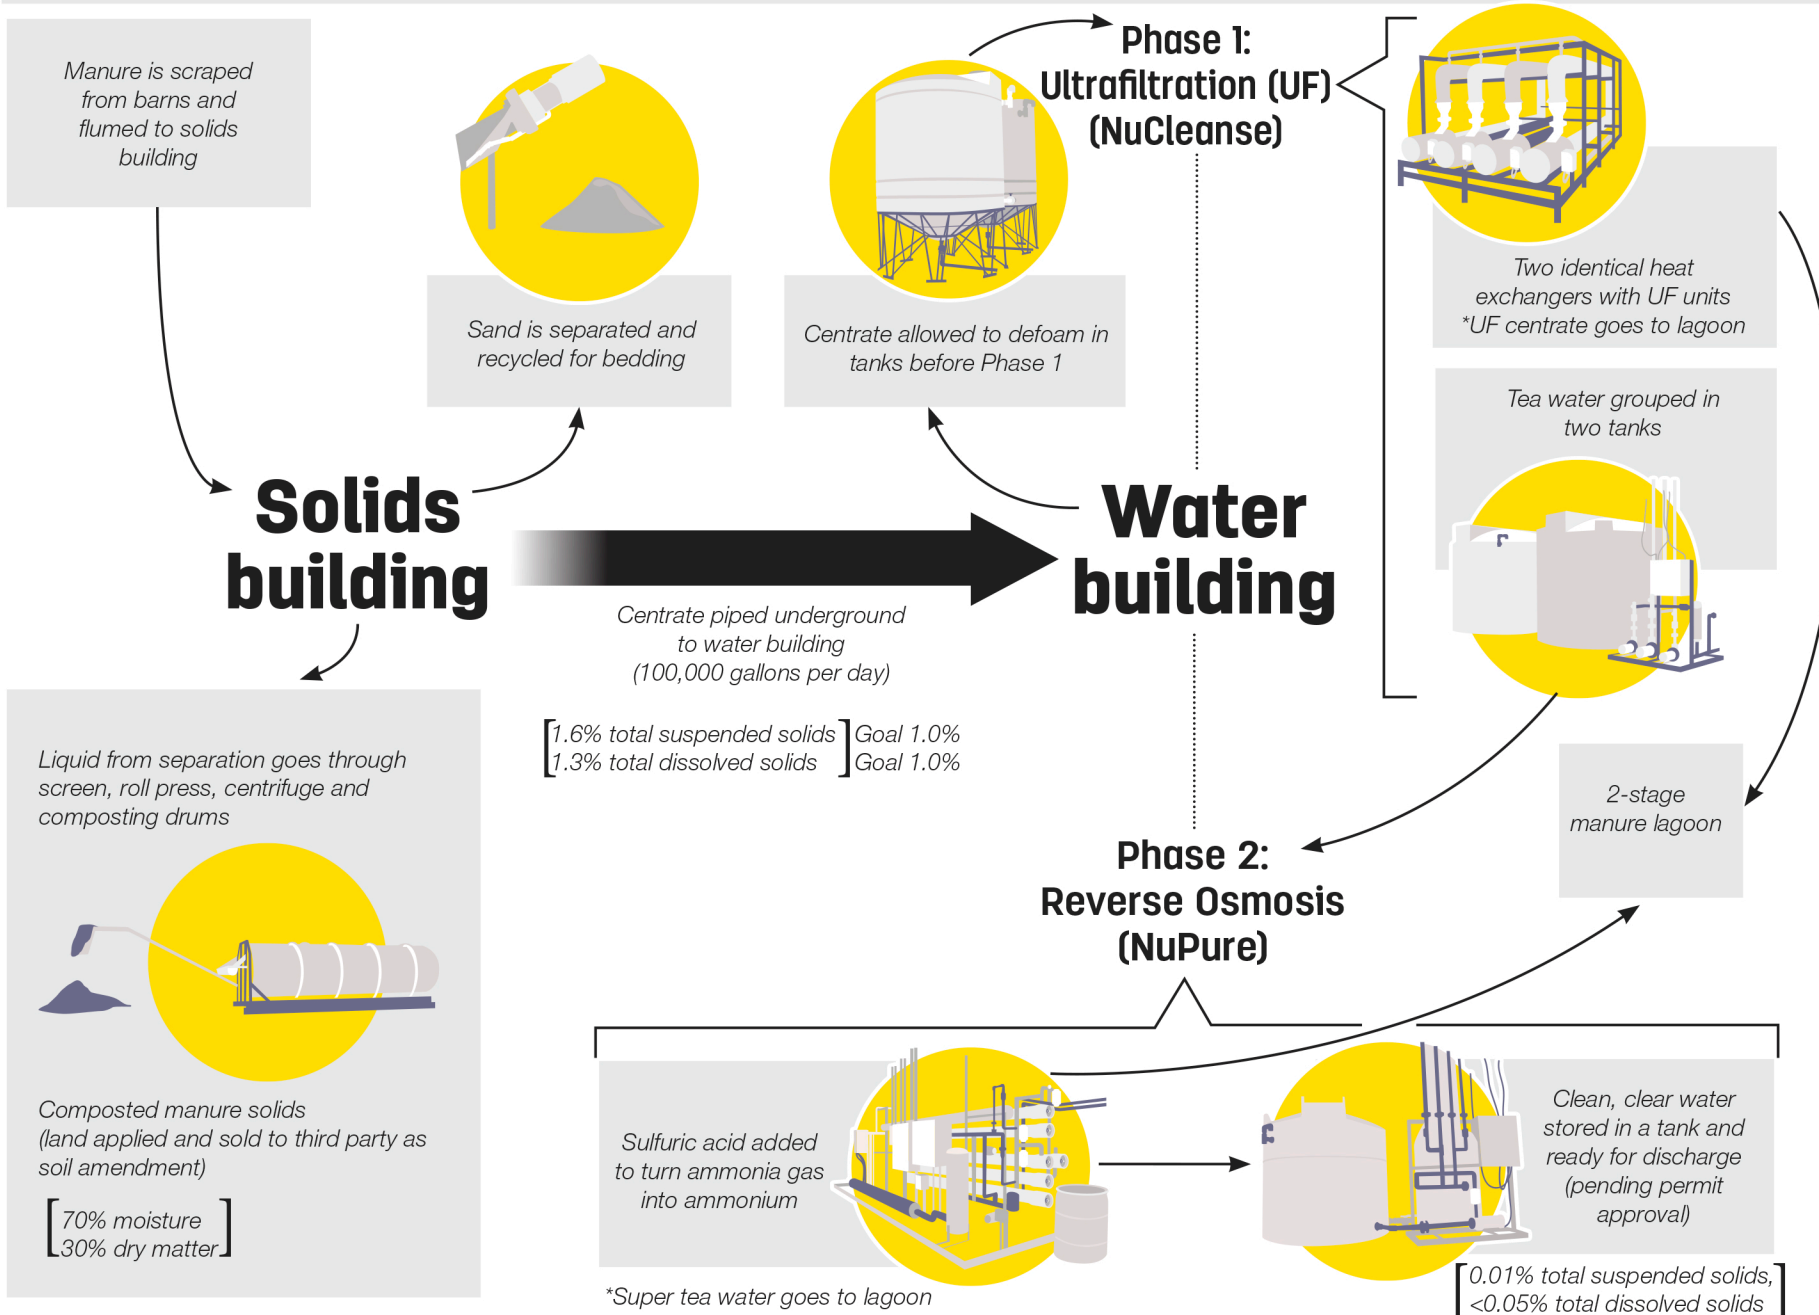 Manure is scraped
from barns and
flumed to solids
building
Sand is separated and
recycled for bedding
Centrate allowed to defoam in
tanks before Phase 1
Phase 1:
Ultrafiltration (UF)
(NuCleanse)
Two identical heat
exchangers with UF units
*UF centrate goes to lagoon
Tea water grouped in
two tanks
Solids
building
Centrate piped underground
to water building
(100,000 gallons per day)
[1.6% total suspended solids] Goal 1.0%
[1.3% total dissolved solids] Goal 1.0%
Water
building
Liquid from separation goes through
screen, roll press, centrifuge and
composting drums
Composted manure solids
(land applied and sold to third party as
soil amendment)
[70% moisture
30% dry matter]
2-stage
manure lagoon
Phase 2:
Reverse Osmosis
(NuPure)
Sulfuric acid added
to turn ammonia gas
into ammonium
*Super tea water goes to lagoon
Clean, clear water
stored in a tank and
ready for discharge
(pending permit
approval)
[0.01% total suspended solids,
<0.05% total dissolved solids]